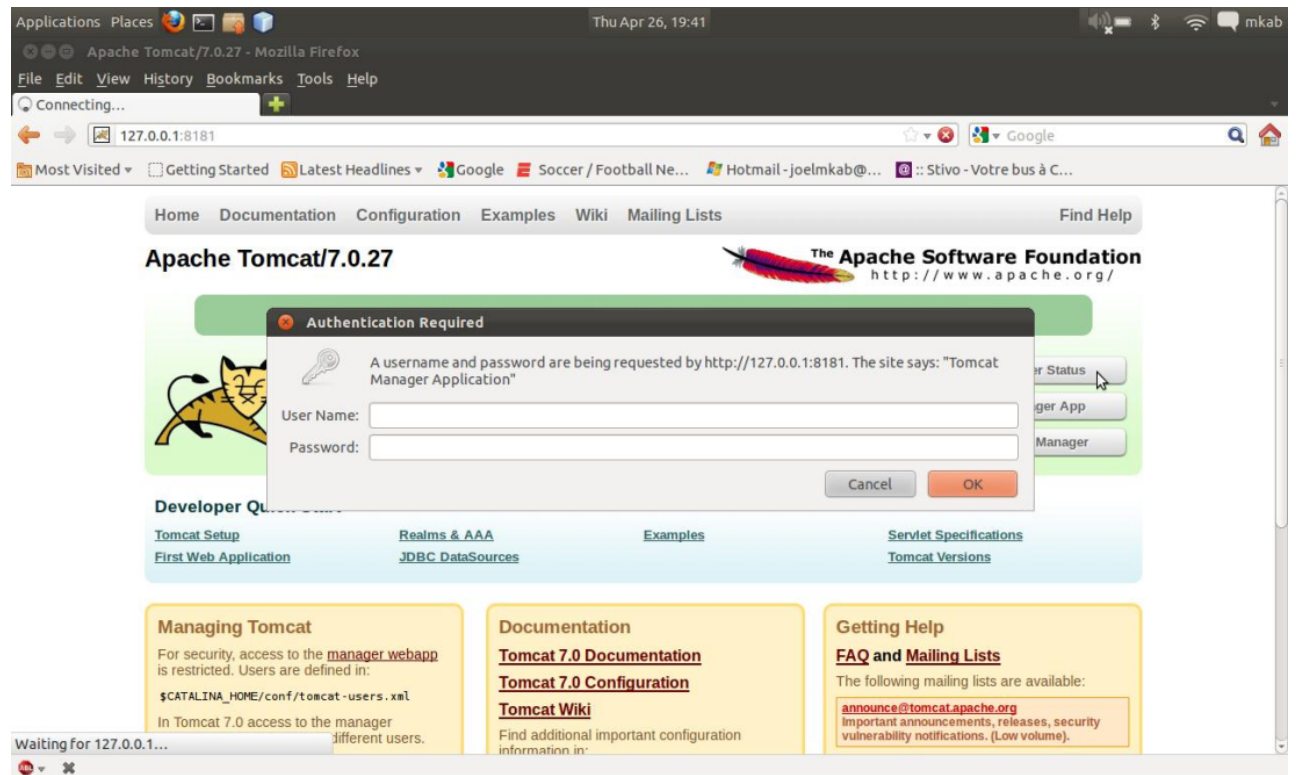 Applications Places Thu Apr 26, 19:41 mkab
Apache Tomcat/7.0.27 - Mozilla Firefox
File Edit View History Bookmarks Tools Help
Connecting...
127.0.0.1:8181 Google
Most Visited Getting Started Latest Headlines Google Soccer / Football Ne... Hotmail - joelmkab@... :: Stivo - Votre bus à C...
Home Documentation Configuration Examples Wiki Mailing Lists Find Help
Apache Tomcat/7.0.27
The Apache Software Foundation
http://www.apache.org/
Authentication Required
A username and password are being requested by http://127.0.0.1:8181. The site says: "Tomcat
Manager Application"
User Name:
Password:
Cancel OK
Status
ger App
Manager
Developer
Tomcat Setup Realms & AAA Examples Servlet Specifications
First Web Application JDBC DataSources Tomcat Versions
Managing Tomcat
For security, access to the manager webapp
is restricted. Users are defined in:
$CATALINA_HOME/conf/tomcat-users.xml
In Tomcat 7.0 access to the manager
different users.
Documentation
Tomcat 7.0 Documentation
Tomcat 7.0 Configuration
Tomcat Wiki
Find additional important configuration
information in:
Getting Help
FAQ and Mailing Lists
The following mailing lists are available:
announce@tomcat.apache.org
Important announcements, releases, security
vulnerability notifications. (Low volume).
Waiting for 127.0.0.1...
ABL